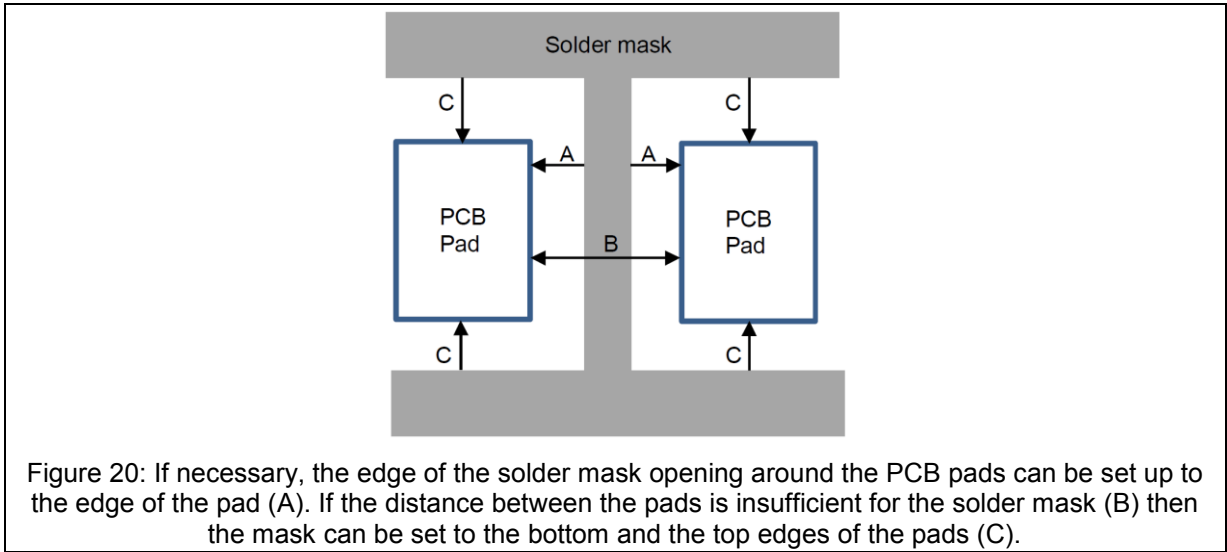 Solder mask
C
C
A
A
PCB
Pad
PCB
Pad
B
C
C
Figure 20: If necessary, the edge of the solder mask opening around the PCB pads can be set up to
the edge of the pad (A). If the distance between the pads is insufficient for the solder mask (B) then
the mask can be set to the bottom and the top edges of the pads (C).